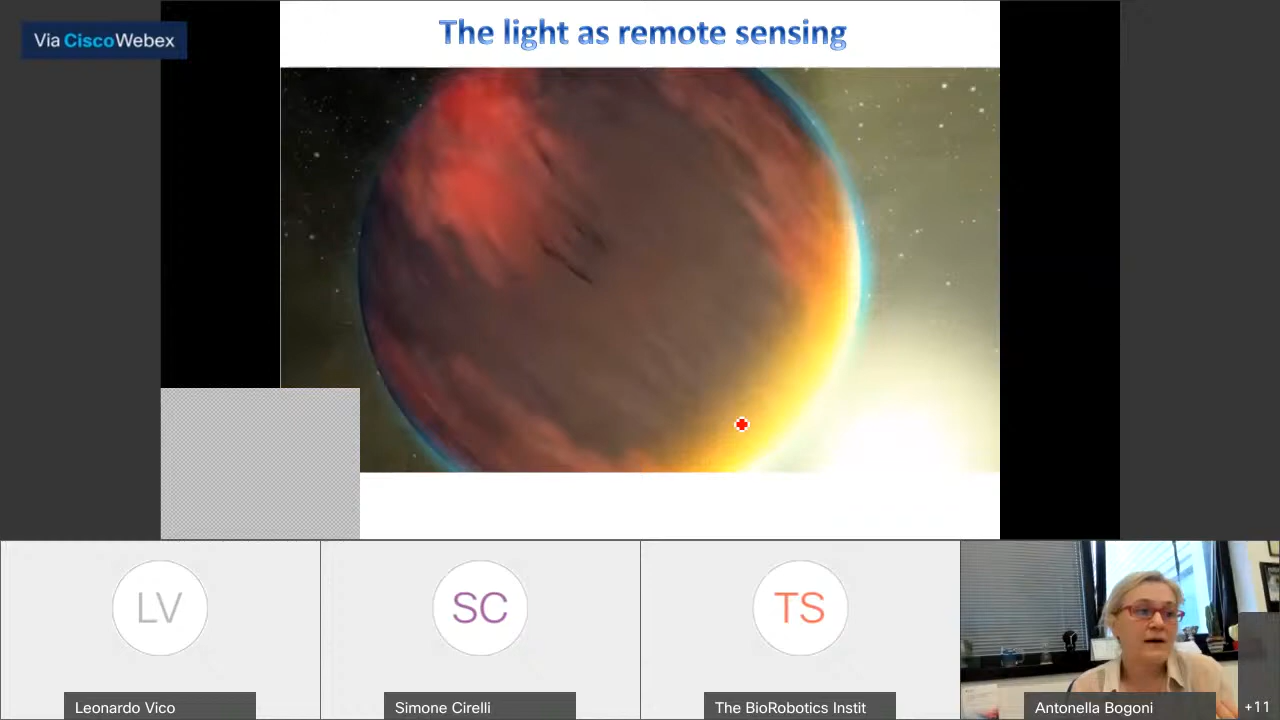 Via CiscoWebex
The light as remote sensing
LV
SC
TS
Leonardo Vico
Simone Cirelli
The BioRobotics Instit
Antonella Bogoni
+11